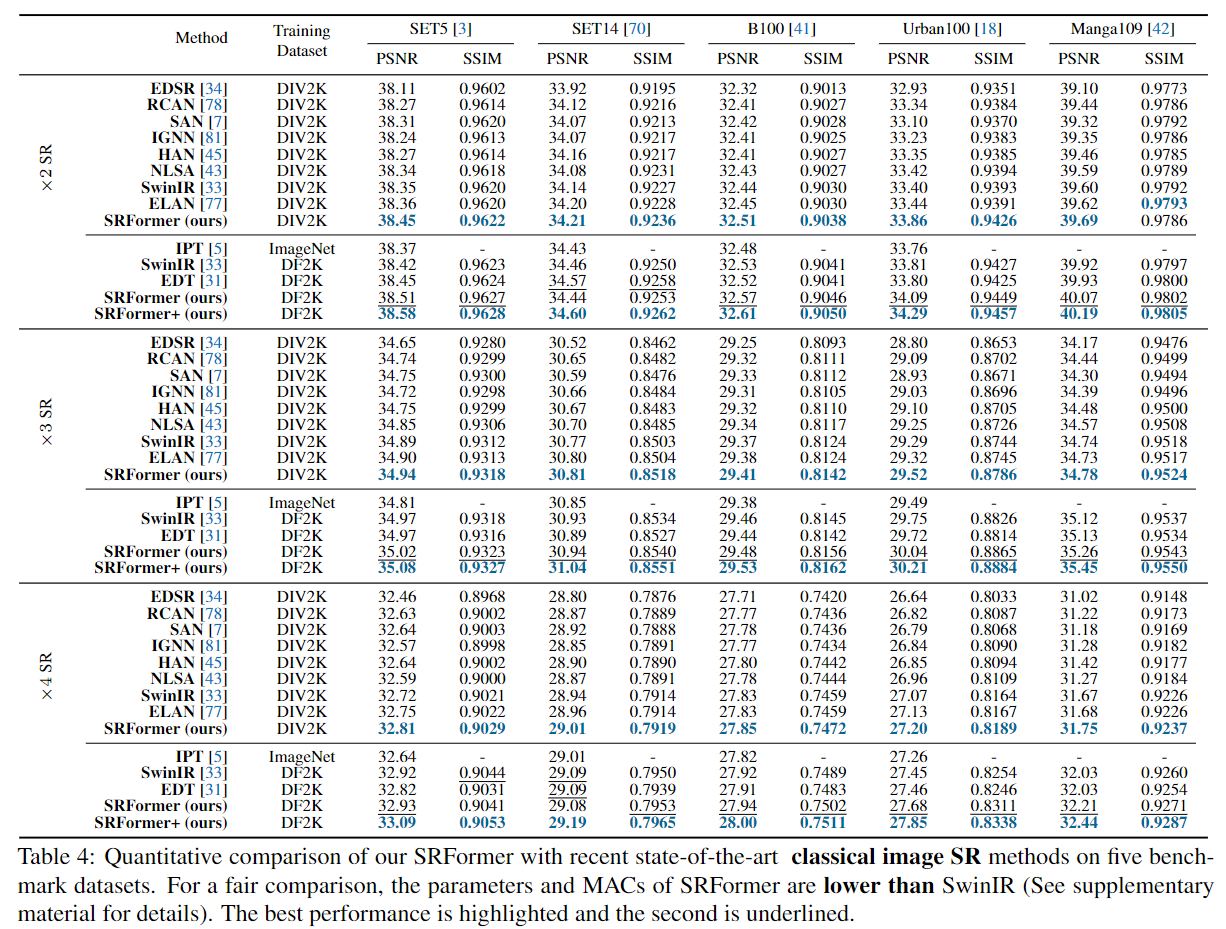 Method Training Dataset SET5 [3] SET14 [70] B100 [41] Urban100 [18] Manga109 [42]
PSNR SSIM PSNR SSIM PSNR SSIM PSNR SSIM PSNR SSIM
×2 SR
EDSR [34] DIV2K 38.11 0.9602 33.92 0.9195 32.32 0.9013 32.93 0.9351 39.10 0.9773
RCAN [78] DIV2K 38.27 0.9614 34.12 0.9216 32.41 0.9027 33.34 0.9384 39.44 0.9786
SAN [7] DIV2K 38.31 0.9620 34.07 0.9213 32.42 0.9028 33.10 0.9370 39.32 0.9792
IGNN [81] DIV2K 38.24 0.9613 34.07 0.9217 32.41 0.9025 33.23 0.9383 39.35 0.9786
HAN [45] DIV2K 38.27 0.9614 34.16 0.9217 32.41 0.9027 33.35 0.9385 39.46 0.9785
NLSA [43] DIV2K 38.34 0.9618 34.08 0.9231 32.43 0.9027 33.42 0.9394 39.59 0.9789
SwinIR [33] DIV2K 38.35 0.9620 34.14 0.9227 32.44 0.9030 33.40 0.9393 39.60 0.9792
ELAN [77] DIV2K 38.36 0.9620 34.20 0.9228 32.45 0.9030 33.44 0.9391 39.62 0.9793
SRFormer (ours) DIV2K 38.45 0.9622 34.21 0.9236 32.51 0.9038 33.86 0.9426 39.69 0.9786
IPT [5] ImageNet 38.37 - 34.43 - 32.48 - 33.76 - - -
SwinIR [33] DF2K 38.42 0.9623 34.46 0.9250 32.53 0.9041 33.81 0.9427 39.92 0.9797
EDT [31] DF2K 38.45 0.9624 34.57 0.9258 32.52 0.9041 33.80 0.9425 39.93 0.9800
SRFormer (ours) DF2K 38.51 0.9627 34.44 0.9253 32.57 0.9046 34.09 0.9449 40.07 0.9802
SRFormer+ (ours) DF2K 38.58 0.9628 34.60 0.9262 32.61 0.9050 34.29 0.9457 40.19 0.9805
×3 SR
EDSR [34] DIV2K 34.65 0.9280 30.52 0.8462 29.25 0.8093 28.80 0.8653 34.17 0.9476
RCAN [78] DIV2K 34.74 0.9299 30.65 0.8482 29.32 0.8111 29.09 0.8702 34.44 0.9499
SAN [7] DIV2K 34.75 0.9300 30.59 0.8476 29.33 0.8112 28.93 0.8671 34.30 0.9494
IGNN [81] DIV2K 34.72 0.9298 30.66 0.8484 29.31 0.8105 29.03 0.8696 34.39 0.9496
HAN [45] DIV2K 34.75 0.9299 30.67 0.8483 29.32 0.8110 29.10 0.8705 34.48 0.9500
NLSA [43] DIV2K 34.85 0.9306 30.70 0.8485 29.34 0.8117 29.25 0.8726 34.57 0.9508
SwinIR [33] DIV2K 34.89 0.9312 30.77 0.8503 29.37 0.8124 29.29 0.8744 34.74 0.9518
ELAN [77] DIV2K 34.90 0.9313 30.80 0.8504 29.38 0.8124 29.32 0.8745 34.73 0.9517
SRFormer (ours) DIV2K 34.94 0.9318 30.81 0.8518 29.41 0.8142 29.52 0.8786 34.78 0.9524
IPT [5] ImageNet 34.81 - 30.85 - 29.38 - 29.49 - - -
SwinIR [33] DF2K 34.97 0.9318 30.93 0.8534 29.46 0.8145 29.75 0.8826 35.12 0.9537
EDT [31] DF2K 34.97 0.9316 30.89 0.8527 29.44 0.8142 29.72 0.8814 35.13 0.9534
SRFormer (ours) DF2K 35.02 0.9323 30.94 0.8540 29.48 0.8156 30.04 0.8865 35.26 0.9543
SRFormer+ (ours) DF2K 35.08 0.9327 31.04 0.8551 29.53 0.8162 30.21 0.8884 35.45 0.9550
×4 SR
EDSR [34] DIV2K 32.46 0.8968 28.80 0.7876 27.71 0.7420 26.64 0.8033 31.02 0.9148
RCAN [78] DIV2K 32.63 0.9002 28.87 0.7889 27.77 0.7436 26.82 0.8087 31.22 0.9173
SAN [7] DIV2K 32.64 0.9003 28.92 0.7888 27.78 0.7436 26.79 0.8068 31.18 0.9169
IGNN [81] DIV2K 32.57 0.8998 28.85 0.7891 27.77 0.7434 26.84 0.8090 31.28 0.9182
HAN [45] DIV2K 32.64 0.9002 28.90 0.7890 27.80 0.7442 26.85 0.8094 31.42 0.9177
NLSA [43] DIV2K 32.59 0.9000 28.87 0.7891 27.78 0.7444 26.96 0.8109 31.27 0.9184
SwinIR [33] DIV2K 32.72 0.9021 28.94 0.7914 27.83 0.7459 27.07 0.8164 31.67 0.9226
ELAN [77] DIV2K 32.75 0.9022 28.96 0.7914 27.83 0.7459 27.13 0.8167 31.68 0.9226
SRFormer (ours) DIV2K 32.81 0.9029 29.01 0.7919 27.85 0.7472 27.20 0.8189 31.75 0.9237
IPT [5] ImageNet 32.64 - 29.01 - 27.82 - 27.26 - - -
SwinIR [33] DF2K 32.92 0.9044 29.09 0.7950 27.92 0.7489 27.45 0.8254 32.03 0.9260
EDT [31] DF2K 32.82 0.9031 29.09 0.7939 27.91 0.7483 27.46 0.8246 32.03 0.9254
SRFormer (ours) DF2K 32.93 0.9041 29.08 0.7953 27.94 0.7502 27.68 0.8311 32.21 0.9271
SRFormer+ (ours) DF2K 33.09 0.9053 29.19 0.7965 28.00 0.7511 27.85 0.8338 32.44 0.9287
Table 4: Quantitative comparison of our SRFormer with recent state-of-the-art classical image SR methods on five bench-
mark datasets. For a fair comparison, the parameters and MACs of SRFormer are lower than SwinIR (See supplementary
material for details). The best performance is highlighted and the second is underlined.